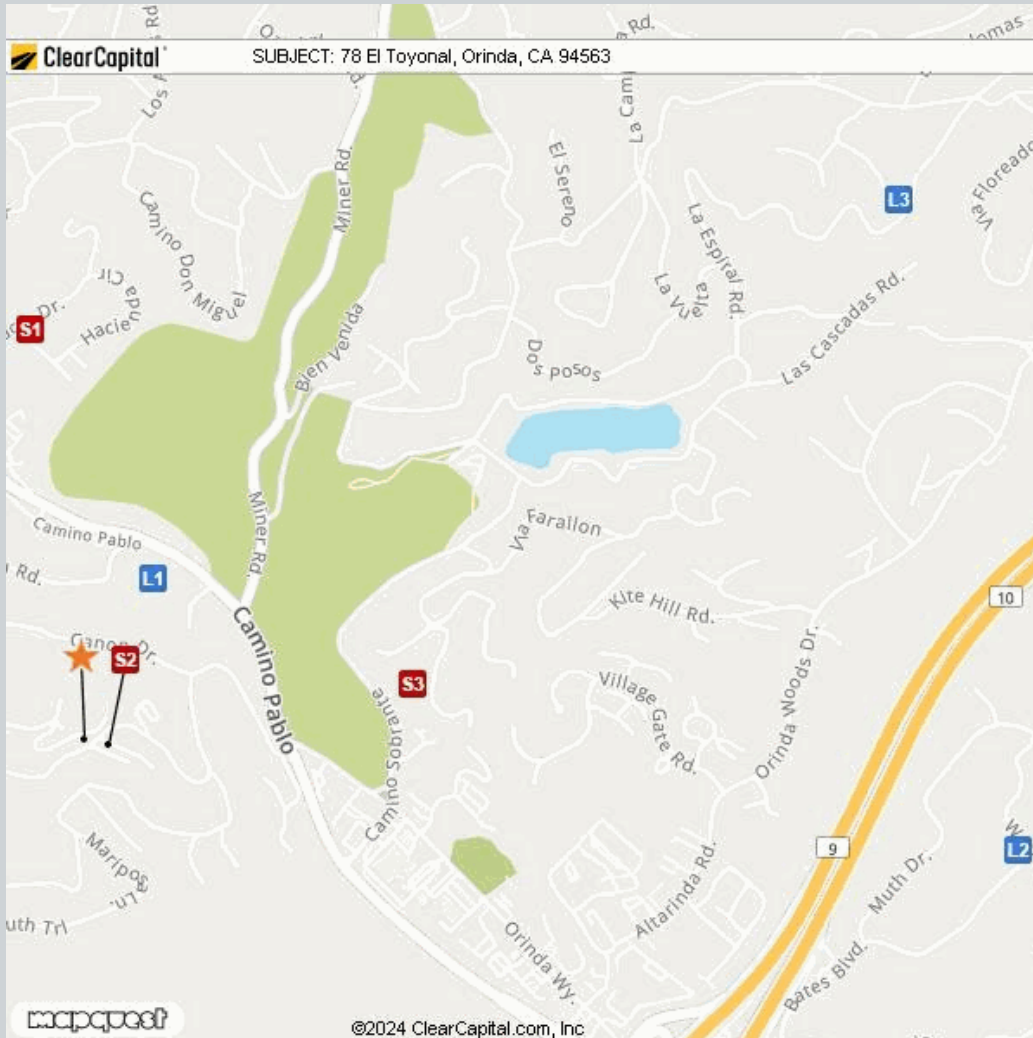 ClearCapital
SUBJECT: 78 El Toyonal, Orinda, CA 94563
Miner Rd.
El Sereno
L3
Camino Don Miguel
La Espiral Rd.
S1
Hacienda Cir
La Vuelta
Las Cascadas Rd.
Bien Venida
Dos posos
Camino Pablo
Miner Rd.
Via Farallon
L1
Rd.
Kite Hill Rd.
10
Canon Dr.
S2
Camino Pablo
S3
Village Gate Rd.
Orinda Woods Dr.
Camino Sobrante
Mariposa Ln.
9
L2
Muth Dr.
Altarinda Rd.
Orinda Wy.
Bates Blvd.
mapquest
©2024 ClearCapital.com, Inc